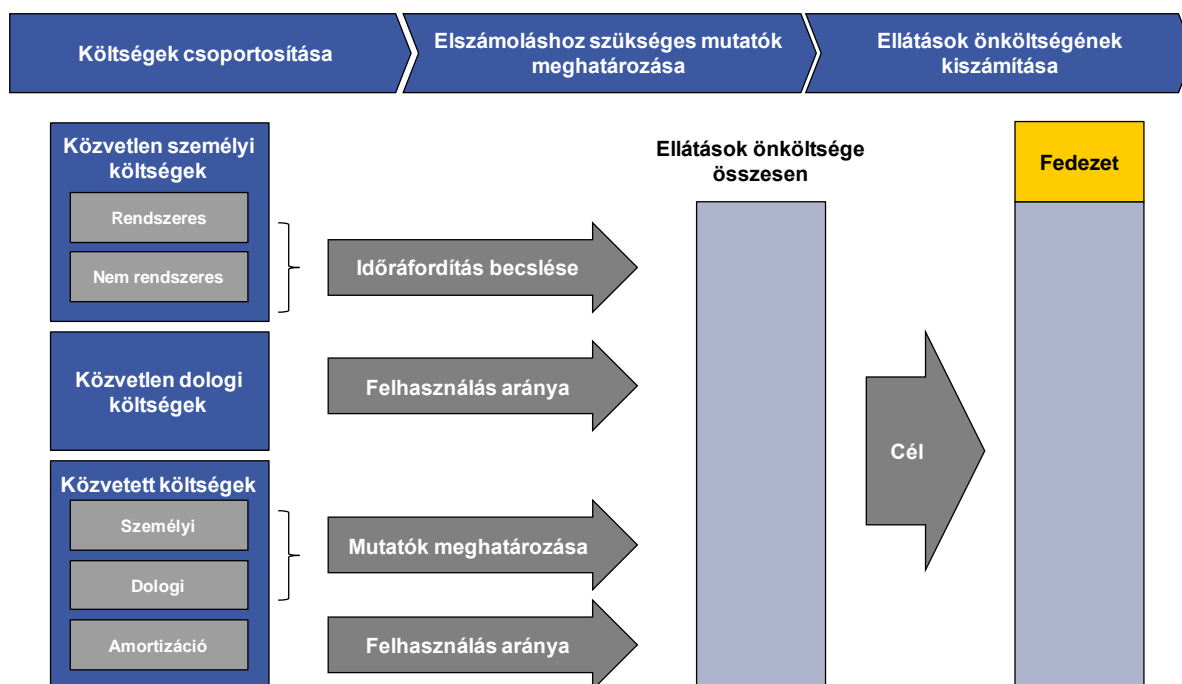 Költségek csoportosítása
Elszámoláshoz szükséges mutatók
meghatározása
Ellátások önköltségének
kiszámítása
Közvetlen személyi
költségek
Rendszeres
Nem rendszeres
Időráfordítás becslése
Közvetlen dologi
költségek
Felhasználás aránya
Közvetett költségek
Személyi
Dologi
Mutatók meghatározása
Amortizáció
Felhasználás aránya
Ellátások önköltsége
összesen
Cél
Fedezet